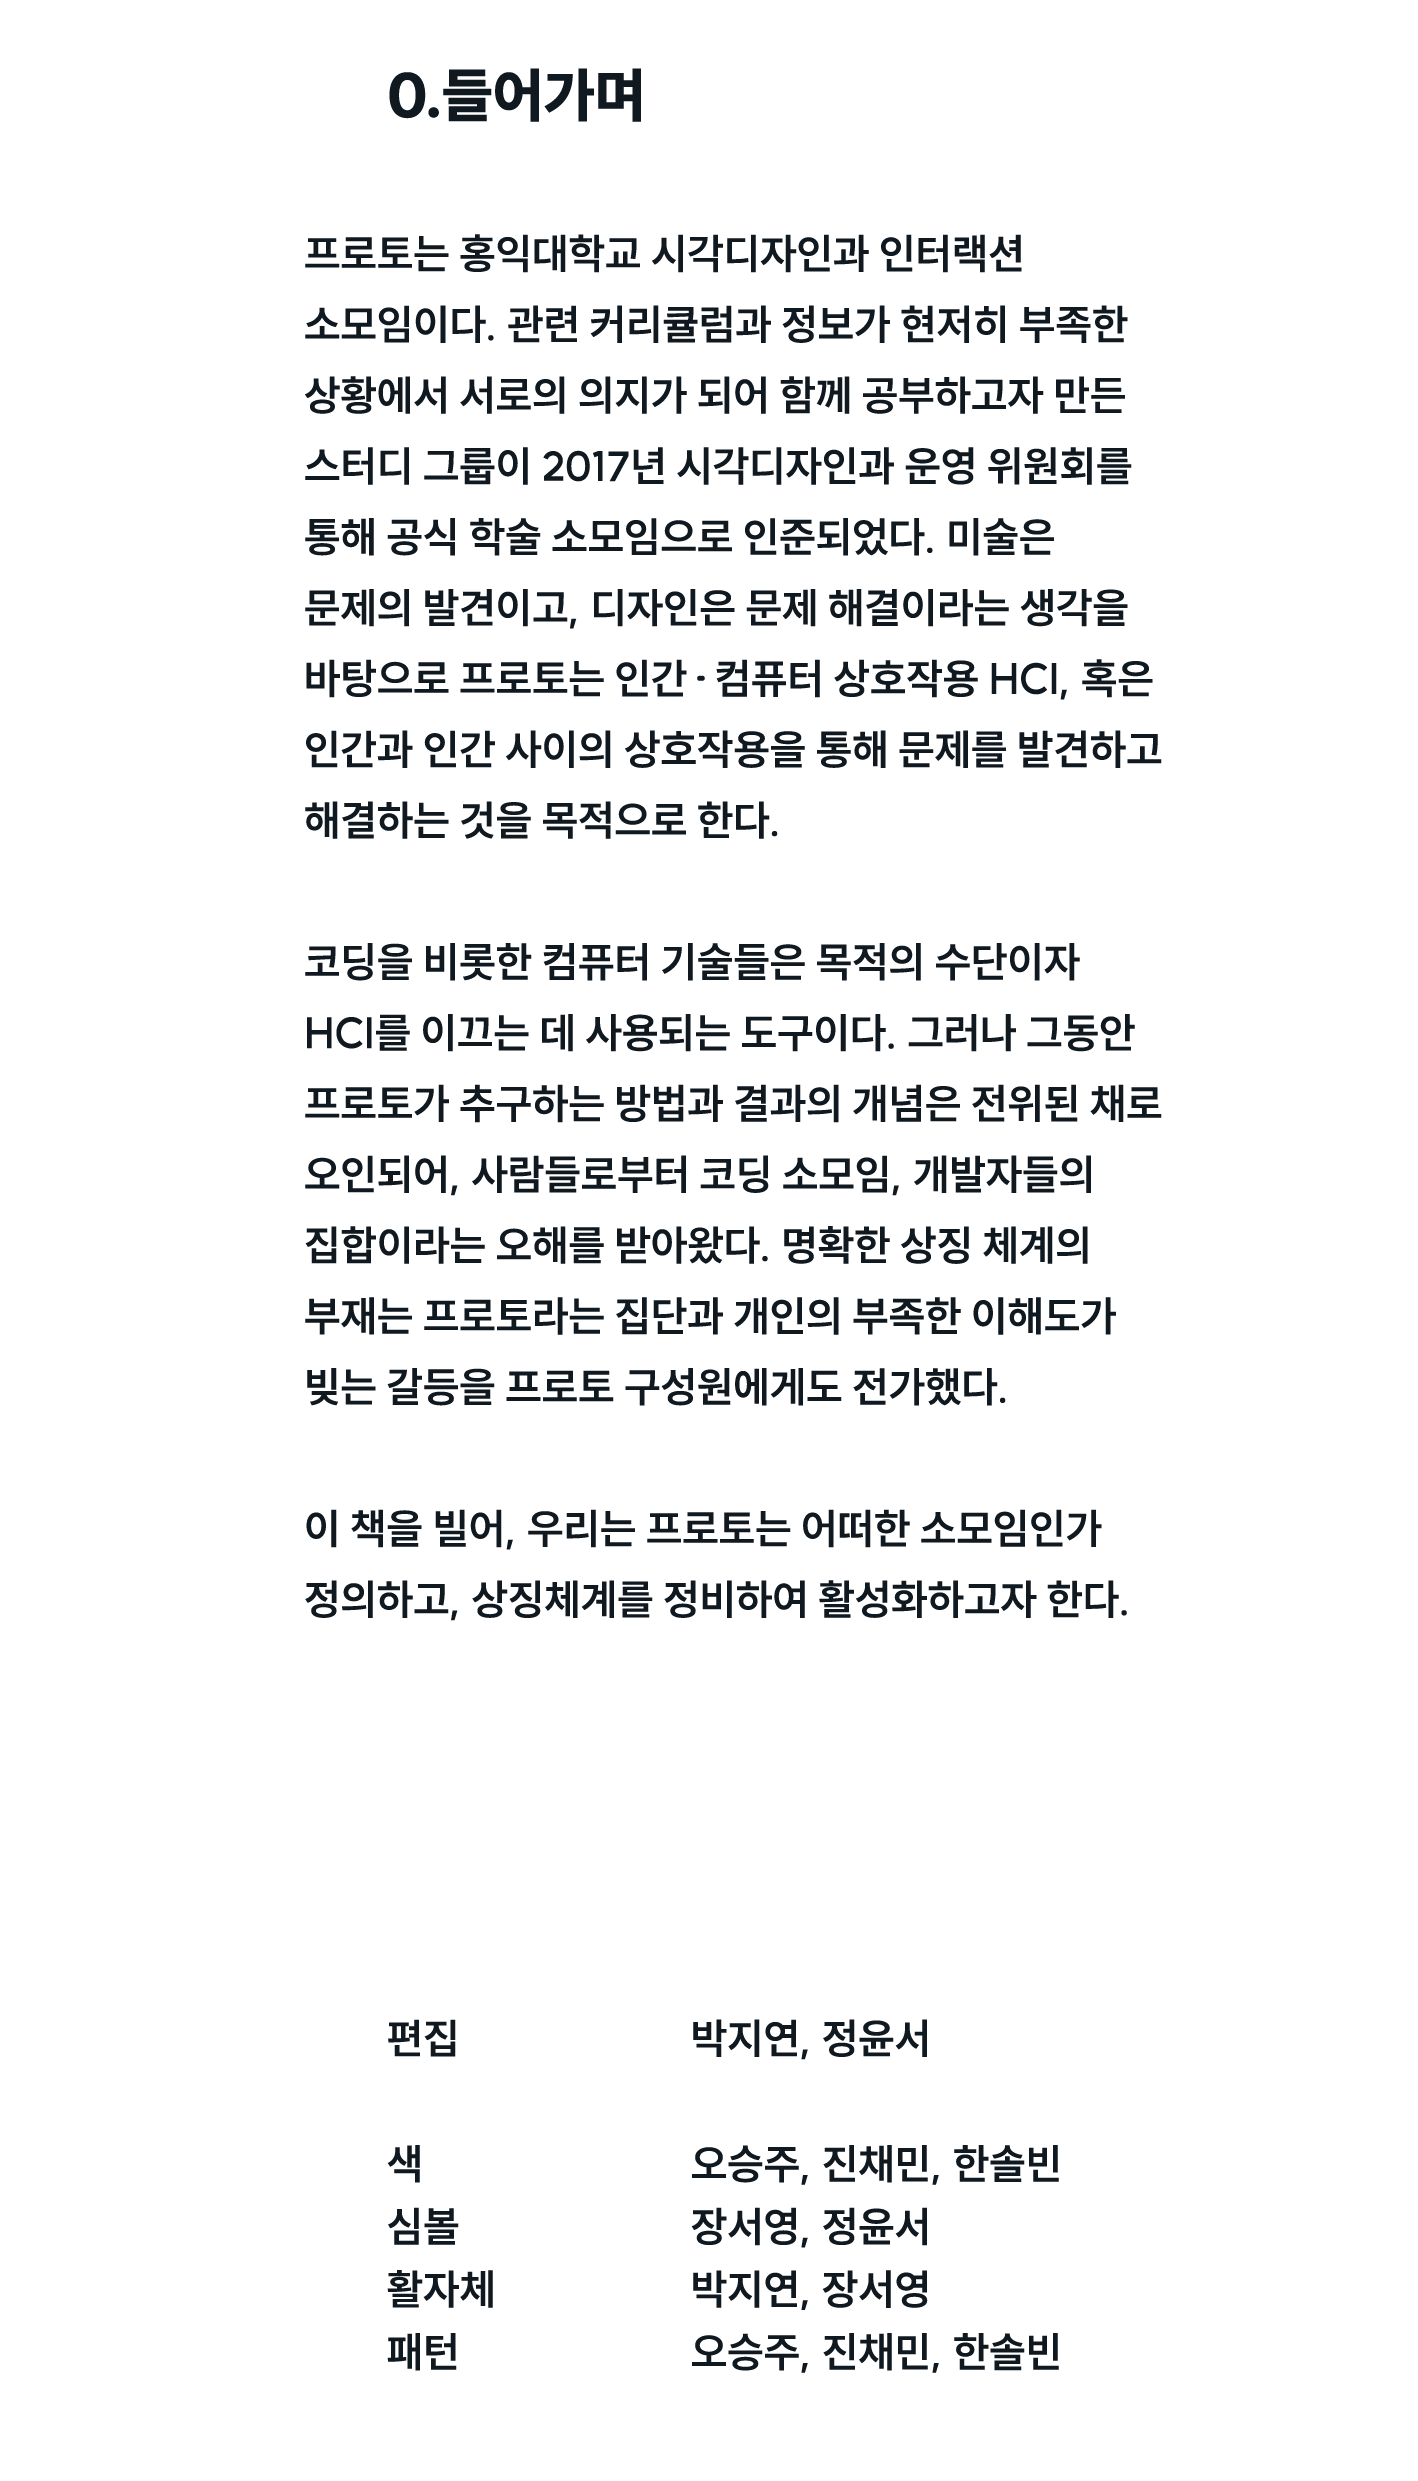 0.들어가며
프로토는 홍익대학교 시각디자인과 인터랙션
소모임이다. 관련 커리큘럼과 정보가 현저히 부족한
상황에서 서로의 의지가 되어 함께 공부하고자 만든
스터디 그룹이 2017년 시각디자인과 운영 위원회를
통해 공식 학술 소모임으로 인준되었다. 미술은
문제의 발견이고, 디자인은 문제 해결이라는 생각을
바탕으로 프로토는 인간 · 컴퓨터 상호작용 HCI, 혹은
인간과 인간 사이의 상호작용을 통해 문제를 발견하고
해결하는 것을 목적으로 한다.
코딩을 비롯한 컴퓨터 기술들은 목적의 수단이자
HCI를 이끄는 데 사용되는 도구이다. 그러나 그동안
프로토가 추구하는 방법과 결과의 개념은 전위된 채로
오인되어, 사람들로부터 코딩 소모임, 개발자들의
집합이라는 오해를 받아왔다. 명확한 상징 체계의
부재는 프로토라는 집단과 개인의 부족한 이해도가
빚는 갈등을 프로토 구성원에게도 전가했다.
이 책을 빌어, 우리는 프로토는 어떠한 소모임인가
정의하고, 상징체계를 정비하여 활성화하고자 한다.
편집 박지연, 정윤서
색 오승주, 진채민, 한솔빈
심볼 장서영, 정윤서
활자체 박지연, 장서영
패턴 오승주, 진채민, 한솔빈